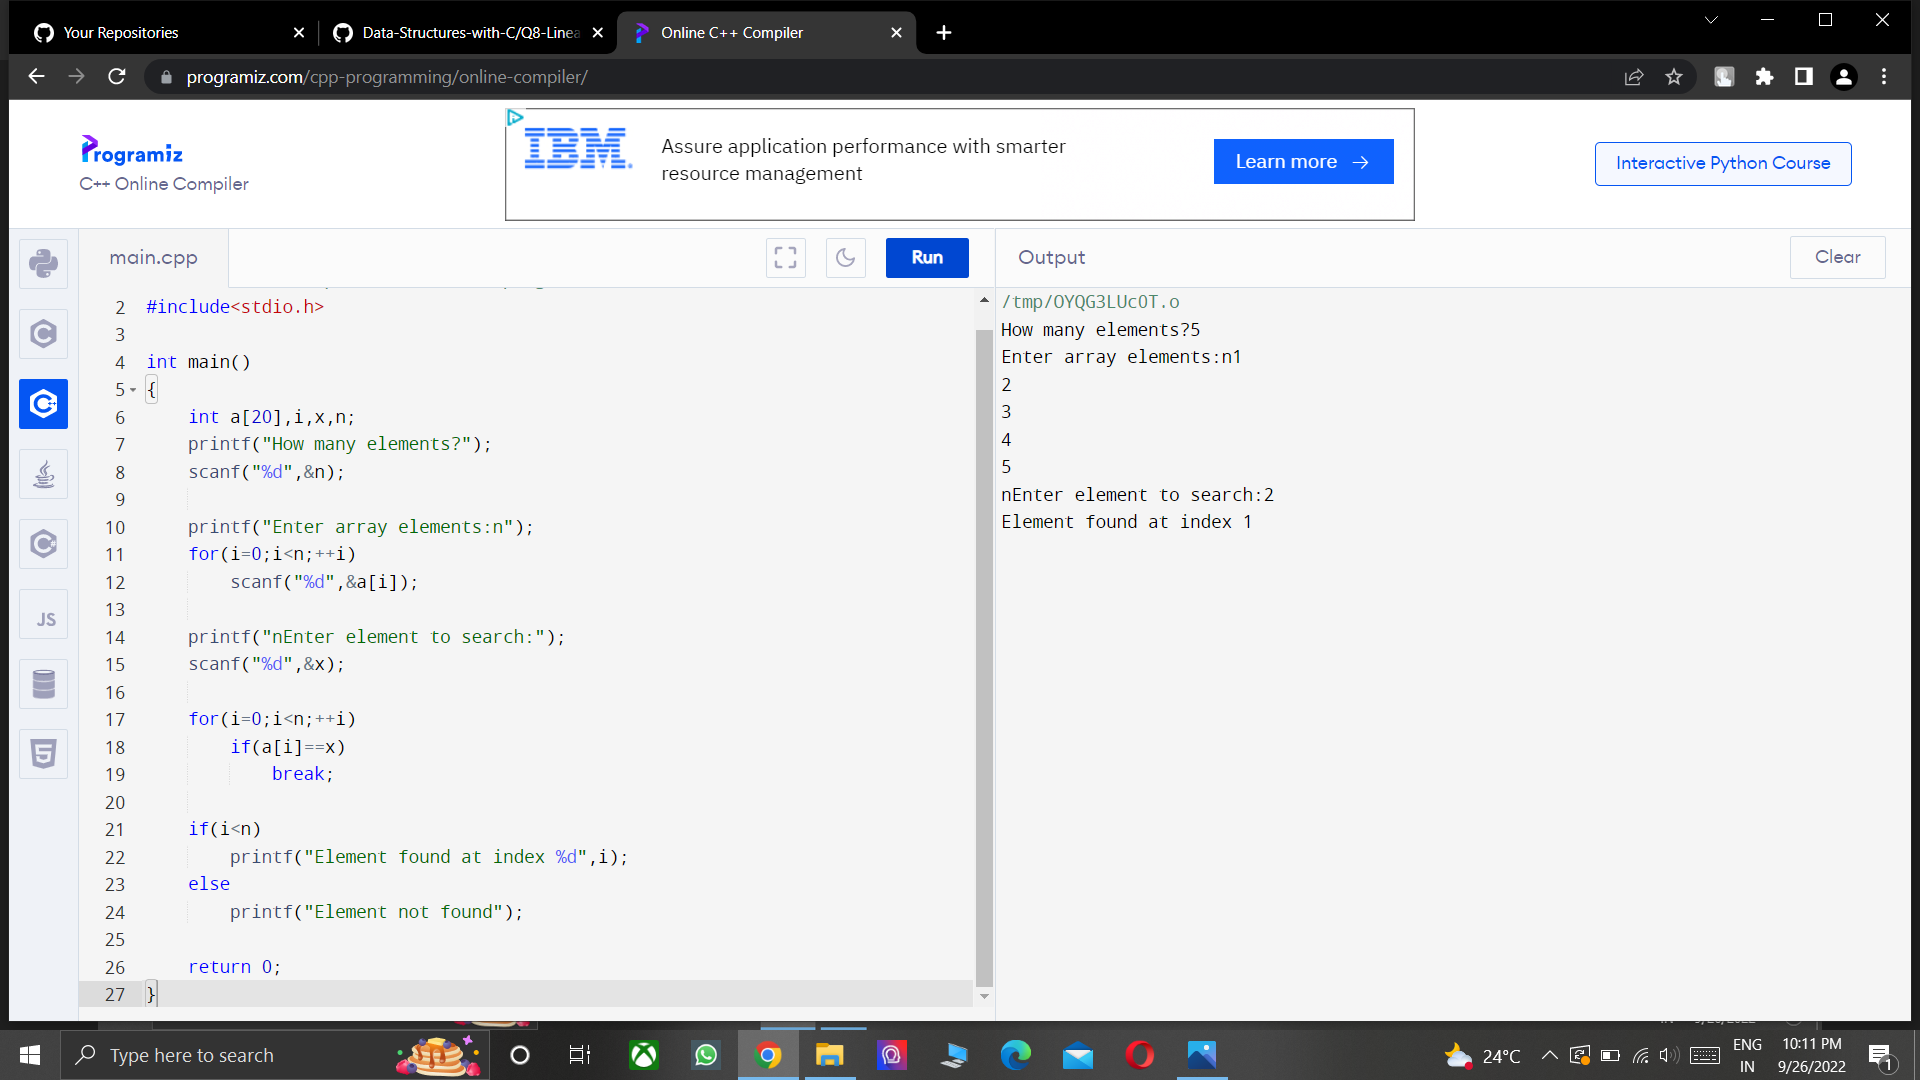 Your Repositories
Data-Structures-with-C/Q8-Linea
Online C++ Compiler
programiz.com/cpp-programming/online-compiler/
Programiz
C++ Online Compiler
IBM
Assure application performance with smarter
resource management
Learn more →
Interactive Python Course
main.cpp
Run
Output
Clear
2 #include<stdio.h>
3
4 int main()
5 {
6 int a[20],i,x,n;
7 printf("How many elements?");
8 scanf("%d",&n);
9
10 printf("Enter array elements:n");
11 for(i=0;i<n;++i)
12 scanf("%d",&a[i]);
13
14 printf("nEnter element to search:");
15 scanf("%d",&x);
16
17 for(i=0;i<n;++i)
18 if(a[i]==x)
19 break;
20
21 if(i<n)
22 printf("Element found at index %d",i);
23 else
24 printf("Element not found");
25
26 return 0;
27 }
/tmp/OYQG3LUcOT.o
How many elements?5
Enter array elements:n1
2
3
4
5
nEnter element to search:2
Element found at index 1
JS
Type here to search
24°C
ENG
IN
10:11 PM
9/26/2022
1